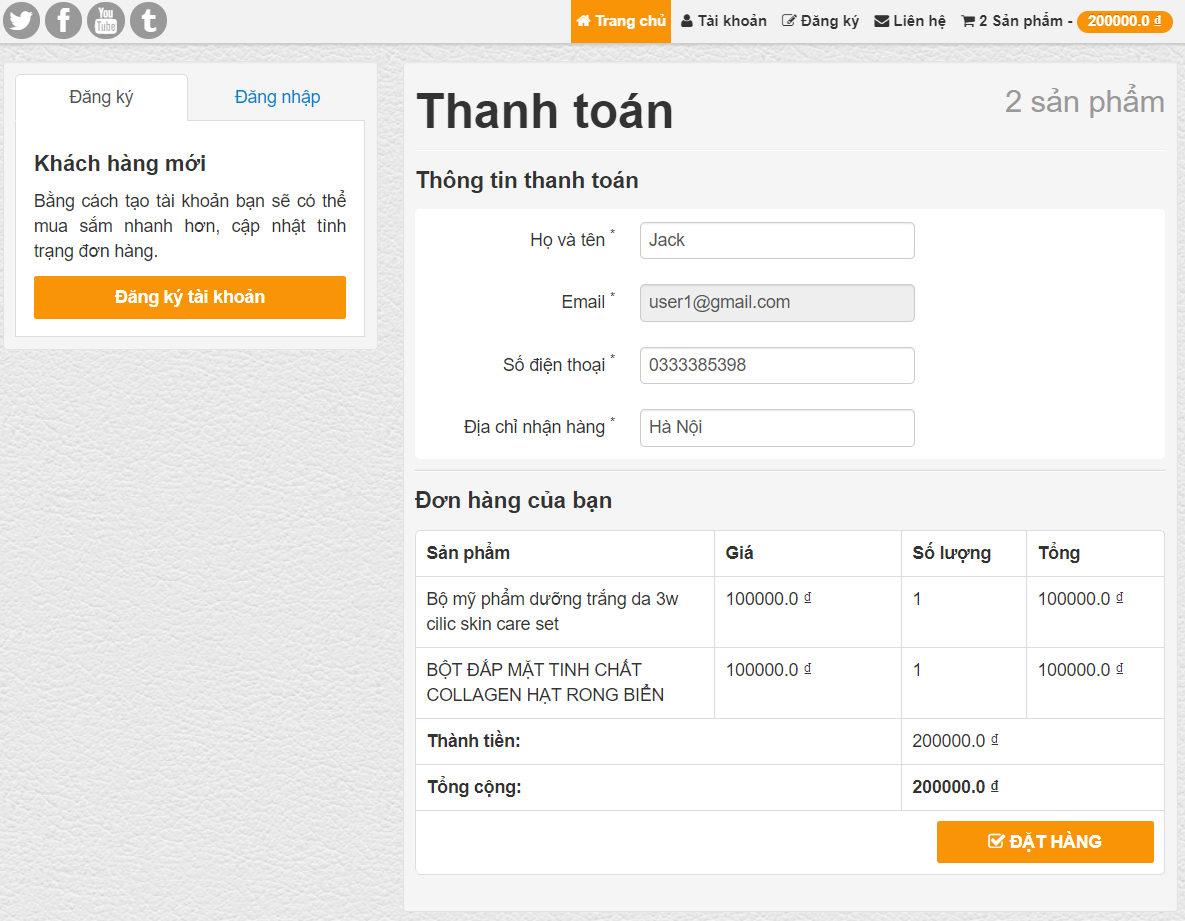 You
Tube
Trang chủ Tài khoản Đăng ký Liên hệ 2 Sản phẩm - 200000.0 ₫
Đăng ký Đăng nhập
Khách hàng mới
Bằng cách tạo tài khoản bạn sẽ có thể
mua sắm nhanh hơn, cập nhật tình
trạng đơn hàng.
Đăng ký tài khoản
Thanh toán
2 sản phẩm
Thông tin thanh toán
Họ và tên * Jack
Email * user1@gmail.com
Số điện thoại * 0333385398
Địa chỉ nhận hàng * Hà Nội
Đơn hàng của bạn
Sản phẩm Giá Số lượng Tổng
Bộ mỹ phẩm dưỡng trắng da 3w 100000.0 ₫ 1 100000.0 ₫
cilic skin care set
BỘT ĐẮP MẶT TINH CHẤT 100000.0 ₫ 1 100000.0 ₫
COLLAGEN HẠT RONG BIỂN
Thành tiền: 200000.0 ₫
Tổng cộng: 200000.0 ₫
ĐẶT HÀNG